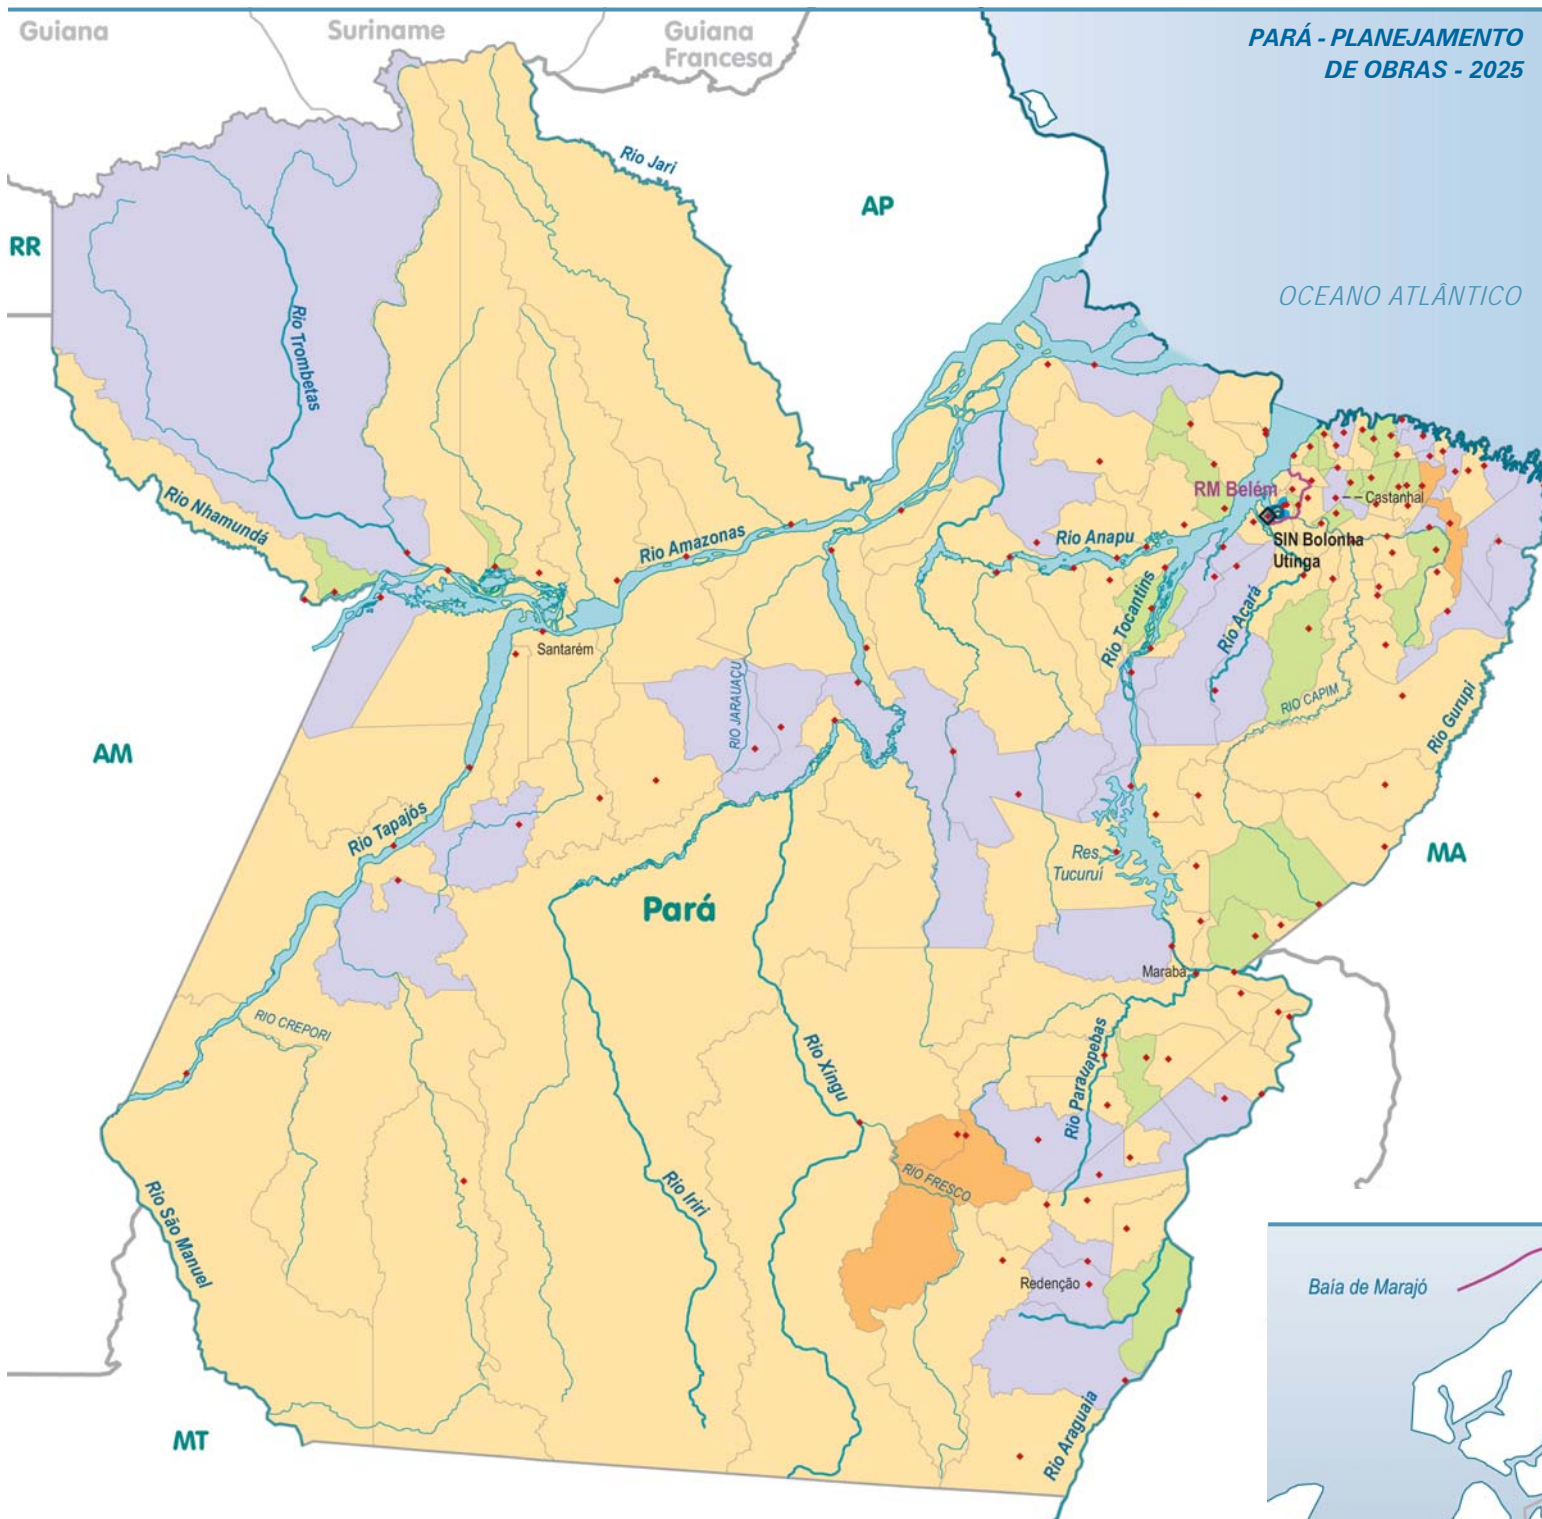 Guiana
Suriname
Guiana
Francesa
PARÁ - PLANEJAMENTO
DE OBRAS - 2025
Rio Jari
AP
RR
OCEANO ATLÂNTICO
Rio Trombetas
Rio Nhamundá
RM Belém
Castanhal
Rio Amazonas
Rio Anapu
SIN Bolonha
Utinga
Rio Tocantins
Rio Acará
Santarém
RIO JARAUAÇU
RIO CAPIM
Rio Gurupi
AM
Rio Tapajós
MA
Res.
Tucuruí
Pará
Marabá
RIO CREPORI
Rio Xingu
Rio Parauapebas
RIO FRESCO
Rio Iriri
Rio São Manuel
Redenção
Baía de Marajó
Rio Araguaia
MT